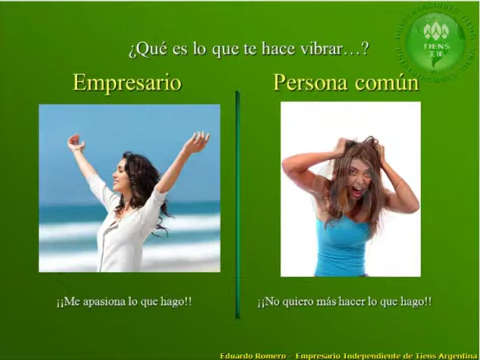 ¿Qué es lo que te hace vibrar…?
TIENS
Empresario
Persona común
¡¡Me apasiona lo que hago!!
¡¡No quiero más hacer lo que hago!!
Eduardo Romero - Empresario Independiente de Tiens Argentina